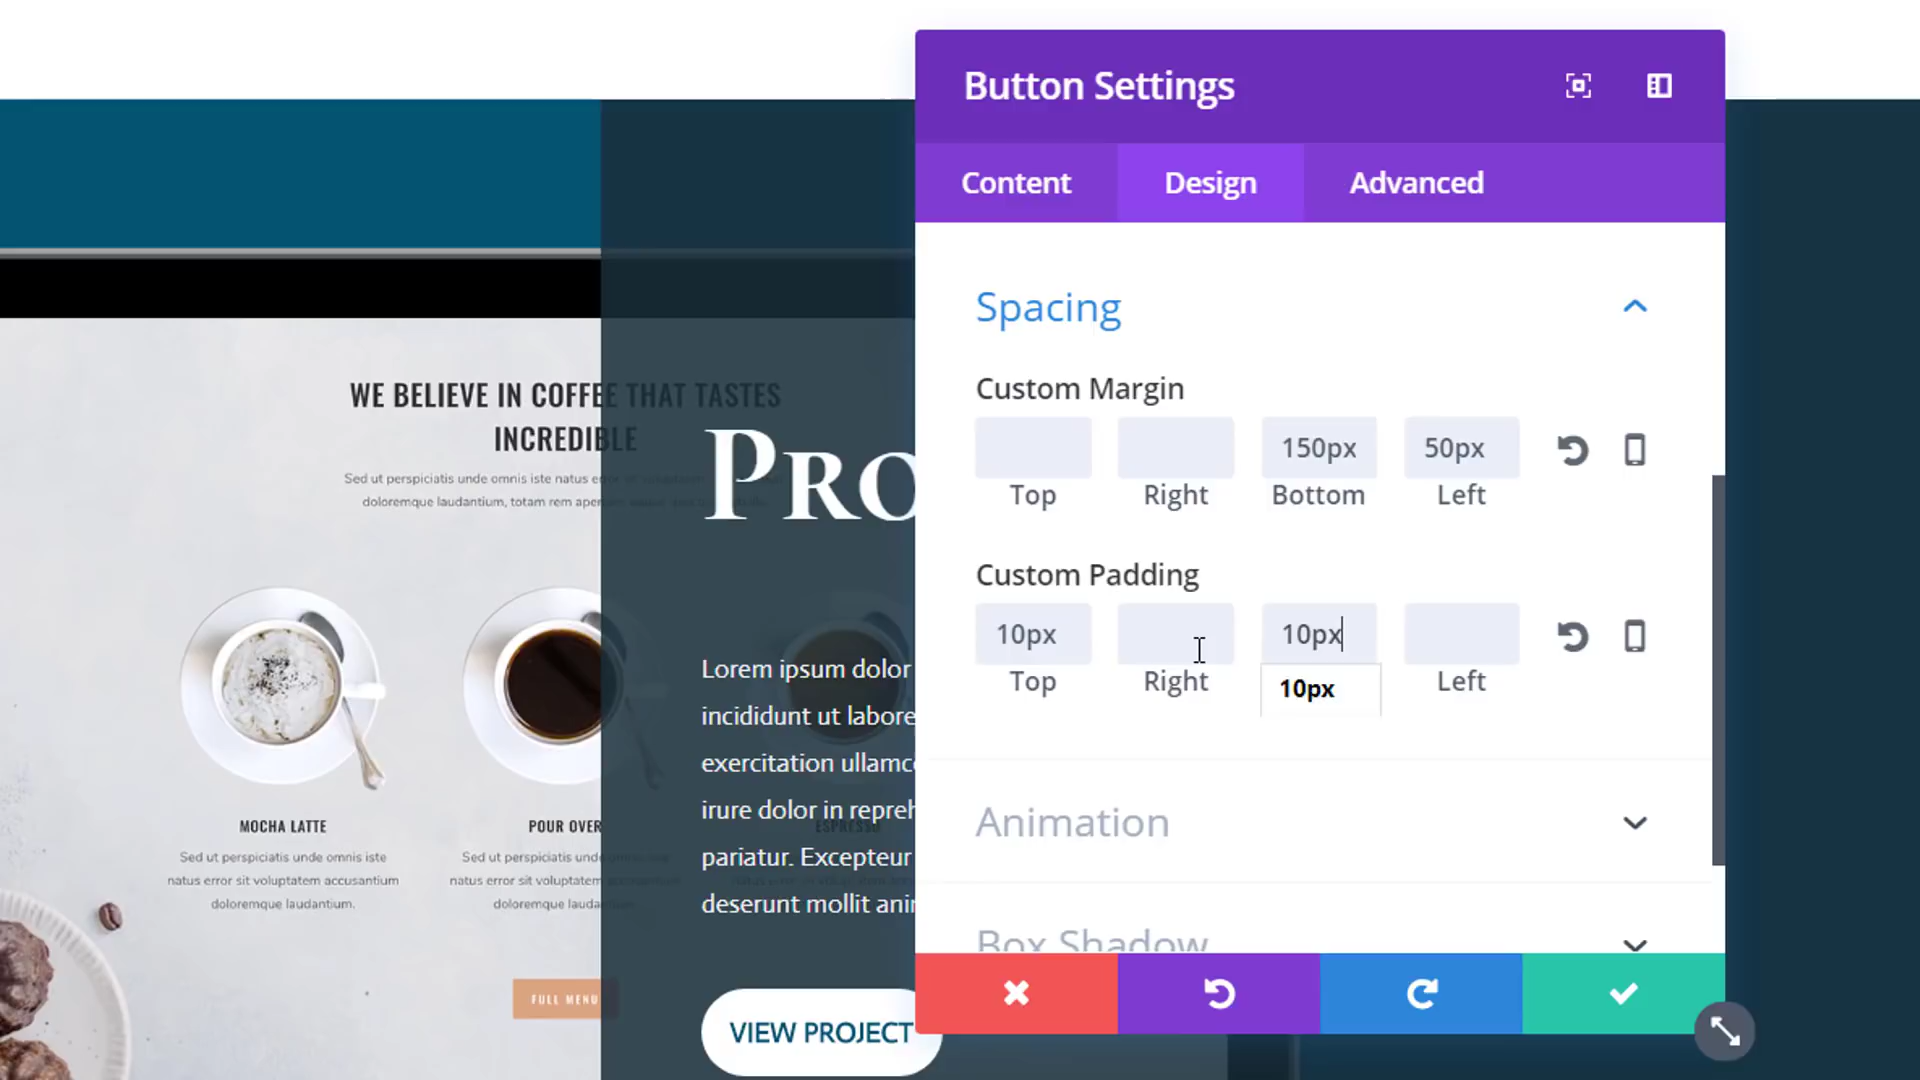 Button Settings
Content
Design
Advanced
Spacing
Custom Margin
150px
50px
Top
Right
Bottom
Left
Custom Padding
10px
10px
Top
Right
10px
Left
Animation
Box Shadow
WE BELIEVE IN COFFEE THAT TASTES
INCREDIBLE
Sed ut perspiciatis unde omnis iste natus
doloremque laudantium, totam rem aperiam
PRO
Lorem ipsum dolor
incididunt ut labore
exercitation ullamc
irure dolor in repreh
pariatur. Excepteur
deserunt mollit anim
VIEW PROJECT
MOCHA LATTE
Sed ut perspiciatis unde omnis iste
natus error sit voluptatem accusantium
doloremque laudantium.
POUR OVER
Sed ut perspiciatis unde
natus error sit voluptatem
doloremque
ESPRESSO
FULL MENU